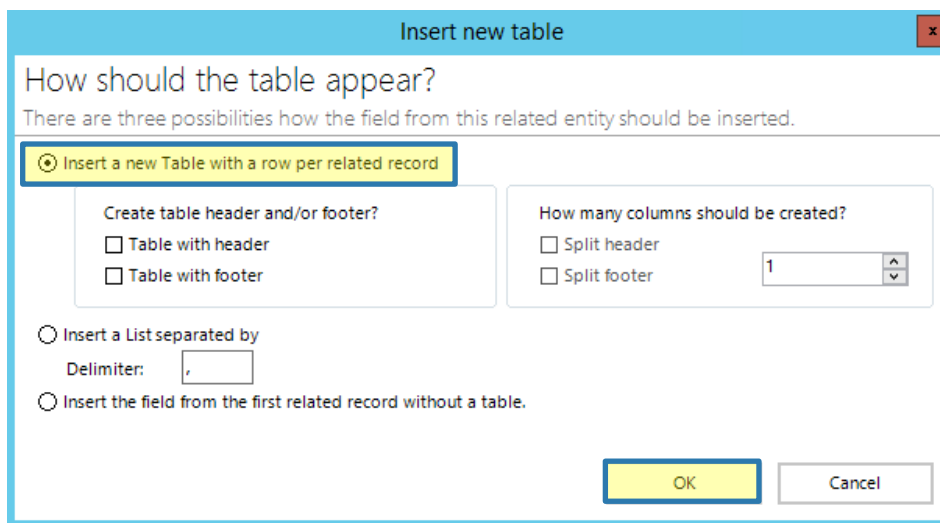 Insert new table
x
How should the table appear?
There are three possibilities how the field from this related entity should be inserted.
Insert a new Table with a row per related record
Create table header and/or footer?
Table with header
Table with footer
How many columns should be created?
Split header
Split footer
1
Insert a List separated by
Delimiter: ,
Insert the field from the first related record without a table.
OK Cancel